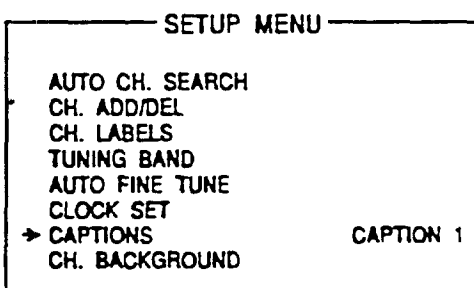 SETUP MENU
AUTO CH. SEARCH
CH. ADD/DEL
CH. LABELS
TUNING BAND
AUTO FINE TUNE
CLOCK SET
→ CAPTIONS CAPTION 1
CH. BACKGROUND